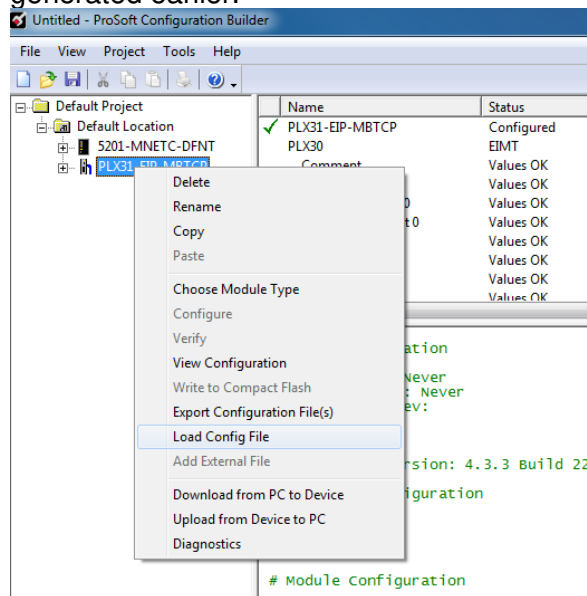 generated earlier.
Untitled - ProSoft Configuration Builder
File View Project Tools Help
Default Project
Default Location
5201-MNETC-DFNT
PLX31-EIP-MBTCP
Name Status
PLX31-EIP-MBTCP Configured
PLX30 EIMT
Comment Values OK
Values OK
0 Values OK
t 0 Values OK
Values OK
Values OK
Values OK
Delete
Rename
Copy
Paste
Choose Module Type
Configure
Verify
View Configuration
Write to Compact Flash
Export Configuration File(s)
Load Config File
Add External File
Download from PC to Device
Upload from Device to PC
Diagnostics
ation
Never
: Never
ev:
rsion: 4.3.3 Build 22
iguration
# Module Configuration